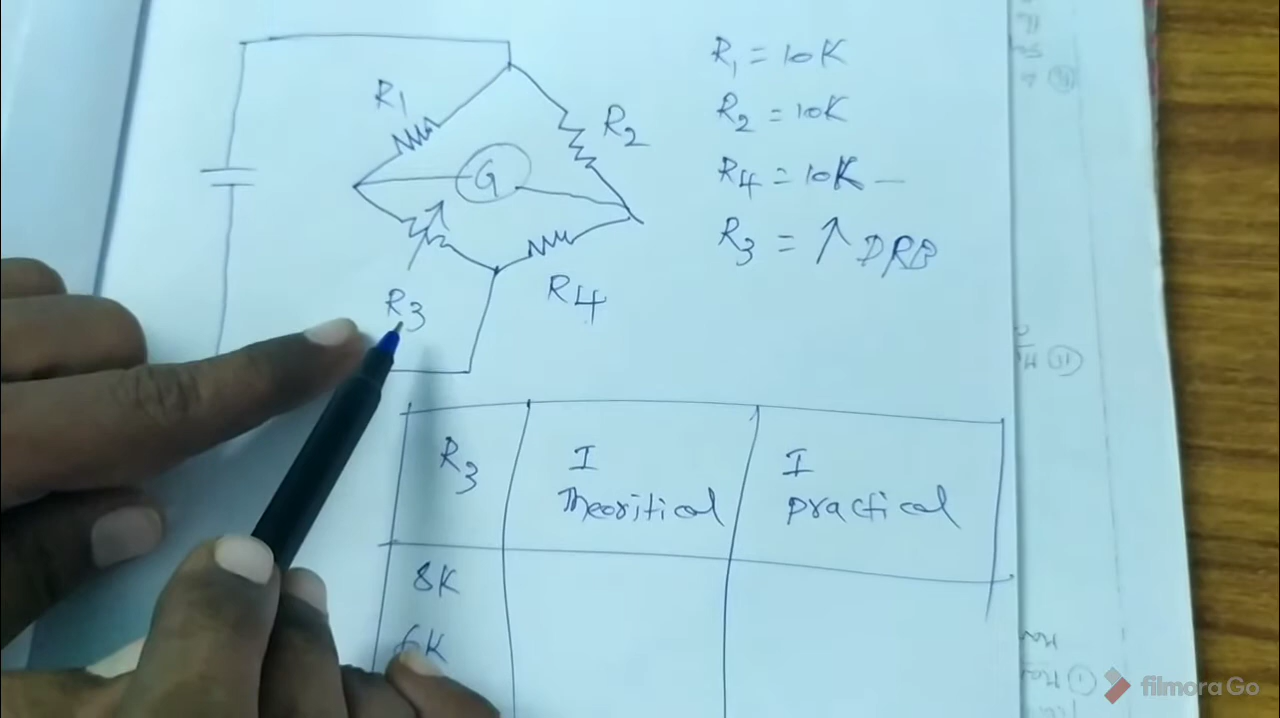 R1
R2
G
R3
R4
R1 = 10K
R2 = 10K
R4 = 10K
R3 = ↑ DRB
R3
I Theoritical
I practical
8K
6K
filmora Go